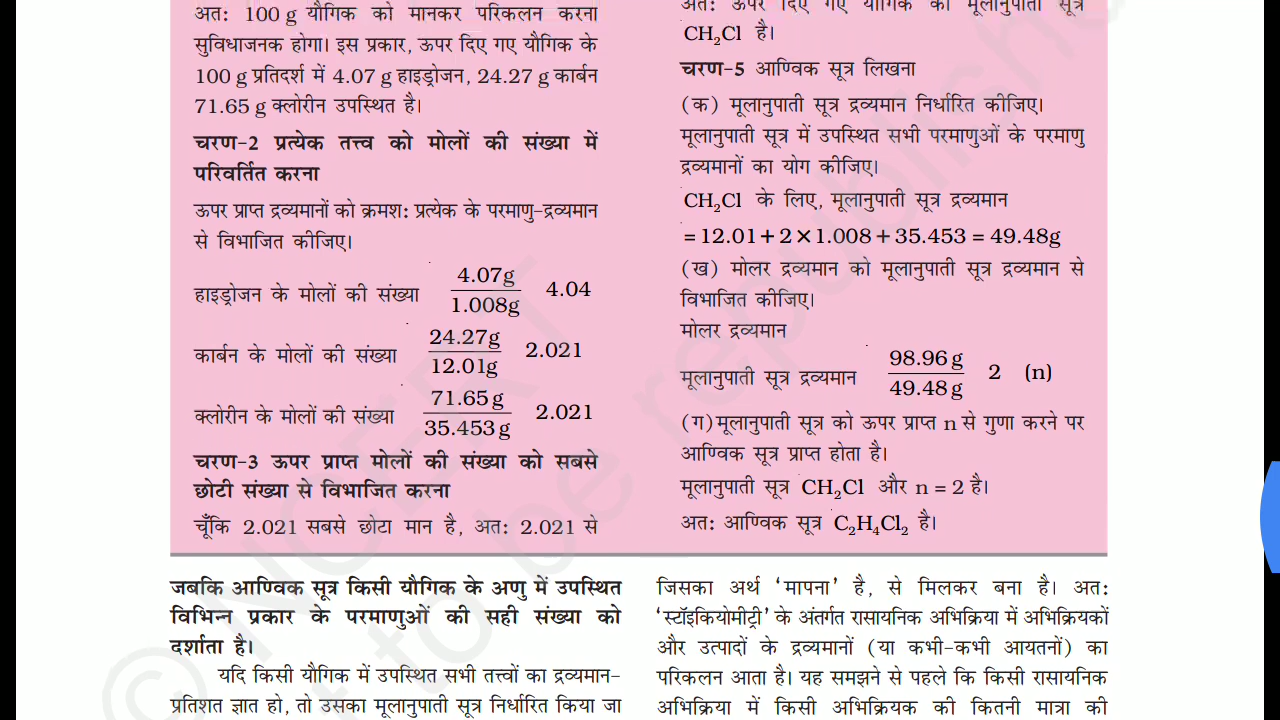 अतः 100 g यौगिक को मानकर परिकलन करना
सुविधाजनक होगा। इस प्रकार, ऊपर दिए गए यौगिक के
100 g प्रतिदर्श में 4.07 g हाइड्रोजन, 24.27 g कार्बन
71.65 g क्लोरीन उपस्थित है।
चरण-2 प्रत्येक तत्त्व को मोलों की संख्या में
परिवर्तित करना
ऊपर प्राप्त द्रव्यमानों को क्रमशः प्रत्येक के परमाणु-द्रव्यमान
से विभाजित कीजिए।
हाइड्रोजन के मोलों की संख्या 4.07g / 1.008g 4.04
कार्बन के मोलों की संख्या 24.27g / 12.01g 2.021
क्लोरीन के मोलों की संख्या 71.65 g / 35.453 g 2.021
चरण-3 ऊपर प्राप्त मोलों की संख्या को सबसे
छोटी संख्या से विभाजित करना
चूँकि 2.021 सबसे छोटा मान है, अतः 2.021 से
अतः ऊपर दिए गए यौगिक का मूलानुपाती सूत्र
CH₂Cl है।
चरण-5 आण्विक सूत्र लिखना
(क) मूलानुपाती सूत्र द्रव्यमान निर्धारित कीजिए।
मूलानुपाती सूत्र में उपस्थित सभी परमाणुओं के परमाणु
द्रव्यमानों का योग कीजिए।
CH₂Cl के लिए, मूलानुपाती सूत्र द्रव्यमान
= 12.01 + 2 × 1.008 + 35.453 = 49.48g
(ख) मोलर द्रव्यमान को मूलानुपाती सूत्र द्रव्यमान से
विभाजित कीजिए।
मोलर द्रव्यमान
मूलानुपाती सूत्र द्रव्यमान 98.96 g / 49.48 g 2 (n)
(ग) मूलानुपाती सूत्र को ऊपर प्राप्त n से गुणा करने पर
आण्विक सूत्र प्राप्त होता है।
मूलानुपाती सूत्र CH₂Cl और n = 2 है।
अतः आण्विक सूत्र C₂H₄Cl₂ है।
जबकि आण्विक सूत्र किसी यौगिक के अणु में उपस्थित
विभिन्न प्रकार के परमाणुओं की सही संख्या को
दर्शाता है।
यदि किसी यौगिक में उपस्थित सभी तत्त्वों का द्रव्यमान-
प्रतिशत ज्ञात हो, तो उसका मूलानुपाती सूत्र निर्धारित किया जा
जिसका अर्थ 'मापना' है, से मिलकर बना है। अतः
'स्टॉइकियोमीट्री' के अंतर्गत रासायनिक अभिक्रिया में अभिक्रियकों
और उत्पादों के द्रव्यमानों (या कभी-कभी आयतनों) का
परिकलन आता है। यह समझने से पहले कि किसी रासायनिक
अभिक्रिया में किसी अभिक्रियक की कितनी मात्रा की
© NCERT
t to be republishe